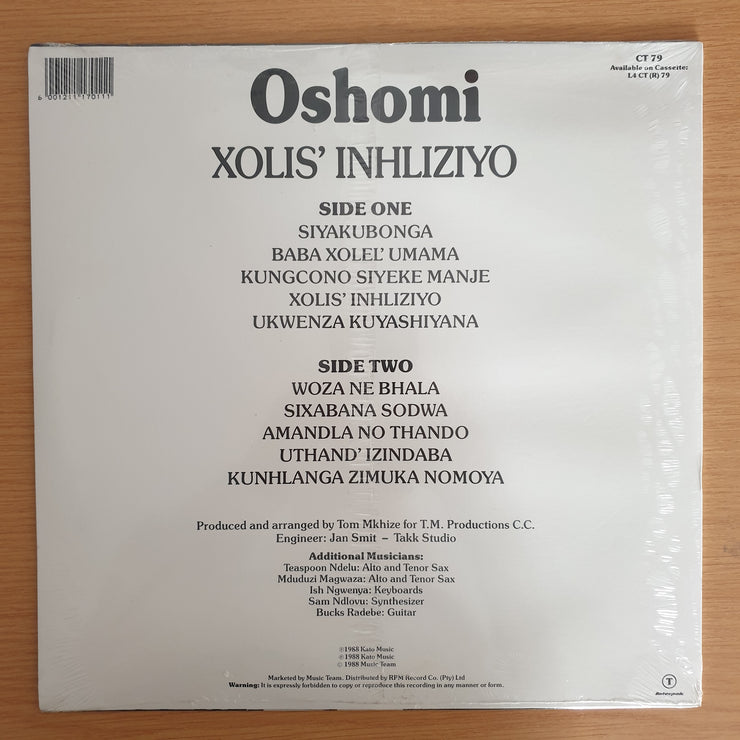 6 001211 170111
CT 79
Available on Cassette:
L4 CT (R) 79
Oshomi
XOLIS' INHLIZIYO
SIDE ONE
SIYAKUBONGA
BABA XOLEL' UMAMA
KUNGCONO SIYEKE MANJE
XOLIS' INHLIZIYO
UKWENZA KUYASHIYANA
SIDE TWO
WOZA NE BHALA
SIXABANA SODWA
AMANDLA NO THANDO
UTHAND' IZINDABA
KUNHLANGA ZIMUKA NOMOYA
Produced and arranged by Tom Mkhize for T.M. Productions C.C.
Engineer: Jan Smit – Takk Studio
Additional Musicians:
Teaspoon Ndelu: Alto and Tenor Sax
Mduduzi Magwaza: Alto and Tenor Sax
Ish Ngwenya: Keyboards
Sam Ndlovu: Synthesizer
Bucks Radebe: Guitar
℗1988 Kato Music
℗1988 Kato Music
© 1988 Music Team
Marketed by Music Team. Distributed by RPM Record Co. (Pty) Ltd
Warning: It is expressly forbidden to copy or reproduce this recording in any manner or form.
T